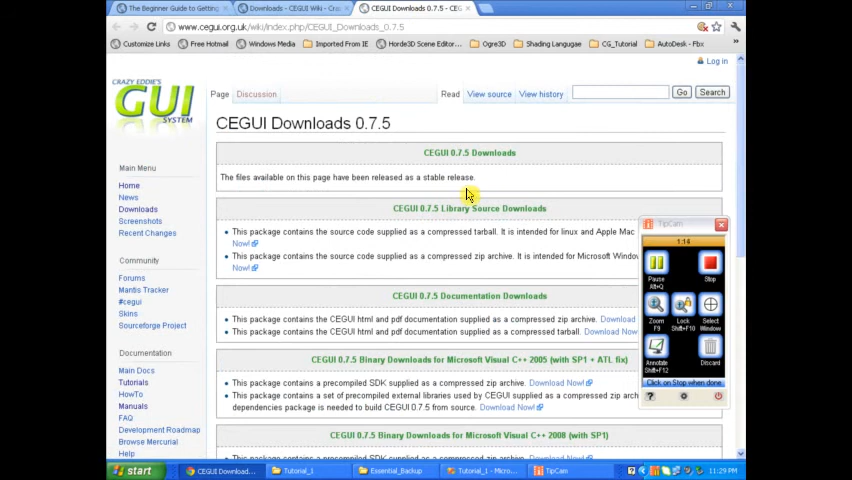 The Beginner Guide to Getting
Downloads - CEGUI Wiki - Cra
CEGUI Downloads 0.7.5 - CEG
www.cegui.org.uk/wiki/index.php/CEGUI_Downloads_0.7.5
Customize Links Free Hotmail Windows Media Imported From IE Horde3D Scene Editor... Ogre3D Shading Langugae CG_Tutorial AutoDesk - Fbx
Log in
CRAZY EDDIE'S
GUI
SYSTEM
Page Discussion Read View source View history Go Search
CEGUI Downloads 0.7.5
CEGUI 0.7.5 Downloads
The files available on this page have been released as a stable release.
CEGUI 0.7.5 Library Source Downloads
This package contains the source code supplied as a compressed tarball. It is intended for linux and Apple Mac
Now!
This package contains the source code supplied as a compressed zip archive. It is intended for Microsoft Window
Now!
CEGUI 0.7.5 Documentation Downloads
This package contains the CEGUI html and pdf documentation supplied as a compressed zip archive. Download
This package contains the CEGUI html and pdf documentation supplied as a compressed tarball. Download Now
CEGUI 0.7.5 Binary Downloads for Microsoft Visual C++ 2005 (with SP1 + ATL fix)
This package contains a precompiled SDK supplied as a compressed zip archive. Download Now!
This package contains a set of precompiled external libraries used by CEGUI supplied as a compressed zip arch
dependencies package is needed to build CEGUI 0.7.5 from source. Download Now!
CEGUI 0.7.5 Binary Downloads for Microsoft Visual C++ 2008 (with SP1)
Main Menu
Home
News
Downloads
Screenshots
Recent Changes
Community
Forums
Mantis Tracker
#cegui
Skins
Sourceforge Project
Documentation
Main Docs
Tutorials
HowTo
Manuals
FAQ
Development Roadmap
Browse Mercurial
Help
TipCam
1:14
Pause
Alt+Q
Stop
Zoom
F9
Lock
Shift+F10
Select
Window
Annotate
Shift+F12
Discard
Click on Stop when done
start
CEGUI Download...
Tutorial_1
Essential_Backup
Tutorial_1 - Micro...
TipCam
11:29 PM